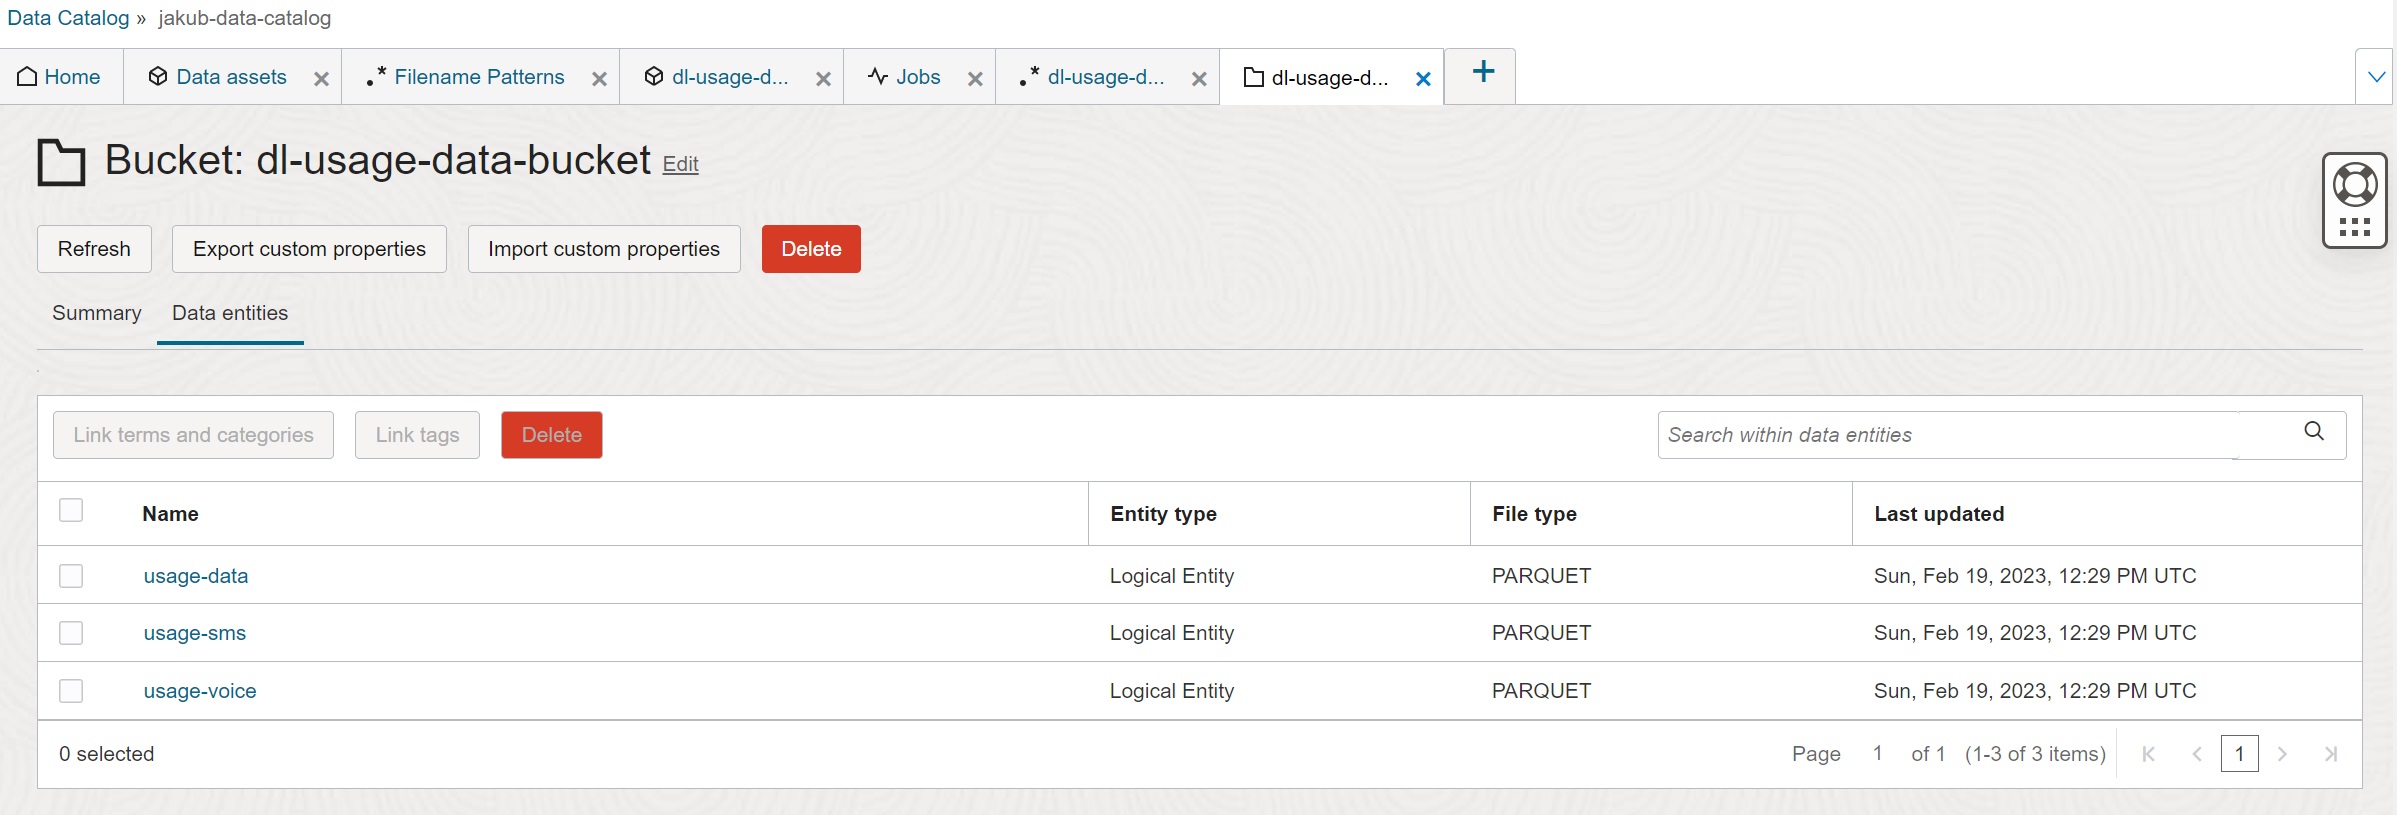 Data Catalog » jakub-data-catalog
Home Data assets Filename Patterns dl-usage-d... Jobs dl-usage-d... dl-usage-d...
Bucket: dl-usage-data-bucket Edit
Refresh Export custom properties Import custom properties Delete
Summary Data entities
Link terms and categories Link tags Delete Search within data entities
Name Entity type File type Last updated
usage-data Logical Entity PARQUET Sun, Feb 19, 2023, 12:29 PM UTC
usage-sms Logical Entity PARQUET Sun, Feb 19, 2023, 12:29 PM UTC
usage-voice Logical Entity PARQUET Sun, Feb 19, 2023, 12:29 PM UTC
0 selected Page 1 of 1 (1-3 of 3 items) 1